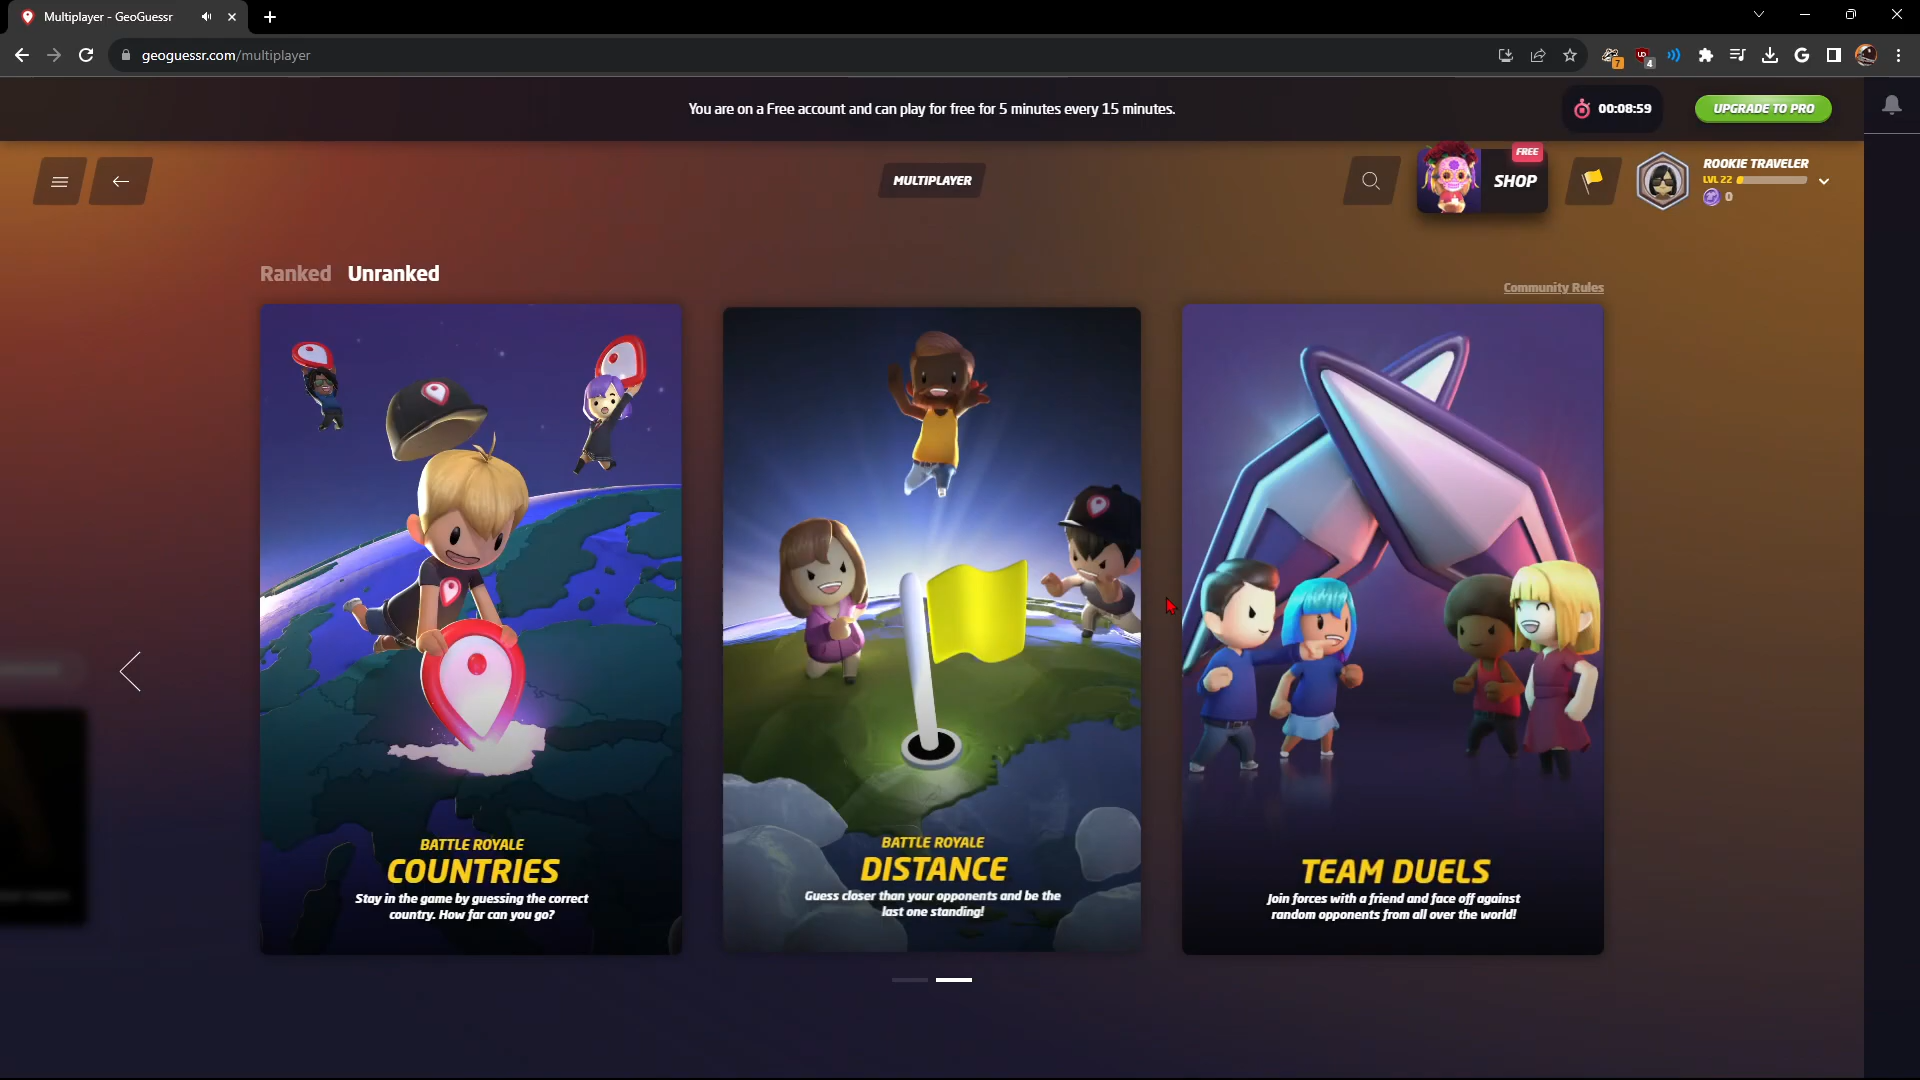 Multiplayer - GeoGuessr
geoguessr.com/multiplayer
7
4
You are on a Free account and can play for free for 5 minutes every 15 minutes.
00:08:59
UPGRADE TO PRO
MULTIPLAYER
FREE
SHOP
ROOKIE TRAVELER
LVL 22
0
Ranked Unranked
Community Rules
BATTLE ROYALE
COUNTRIES
Stay in the game by guessing the correct
country. How far can you go?
BATTLE ROYALE
DISTANCE
Guess closer than your opponents and be the
last one standing!
TEAM DUELS
Join forces with a friend and face off against
random opponents from all over the world!